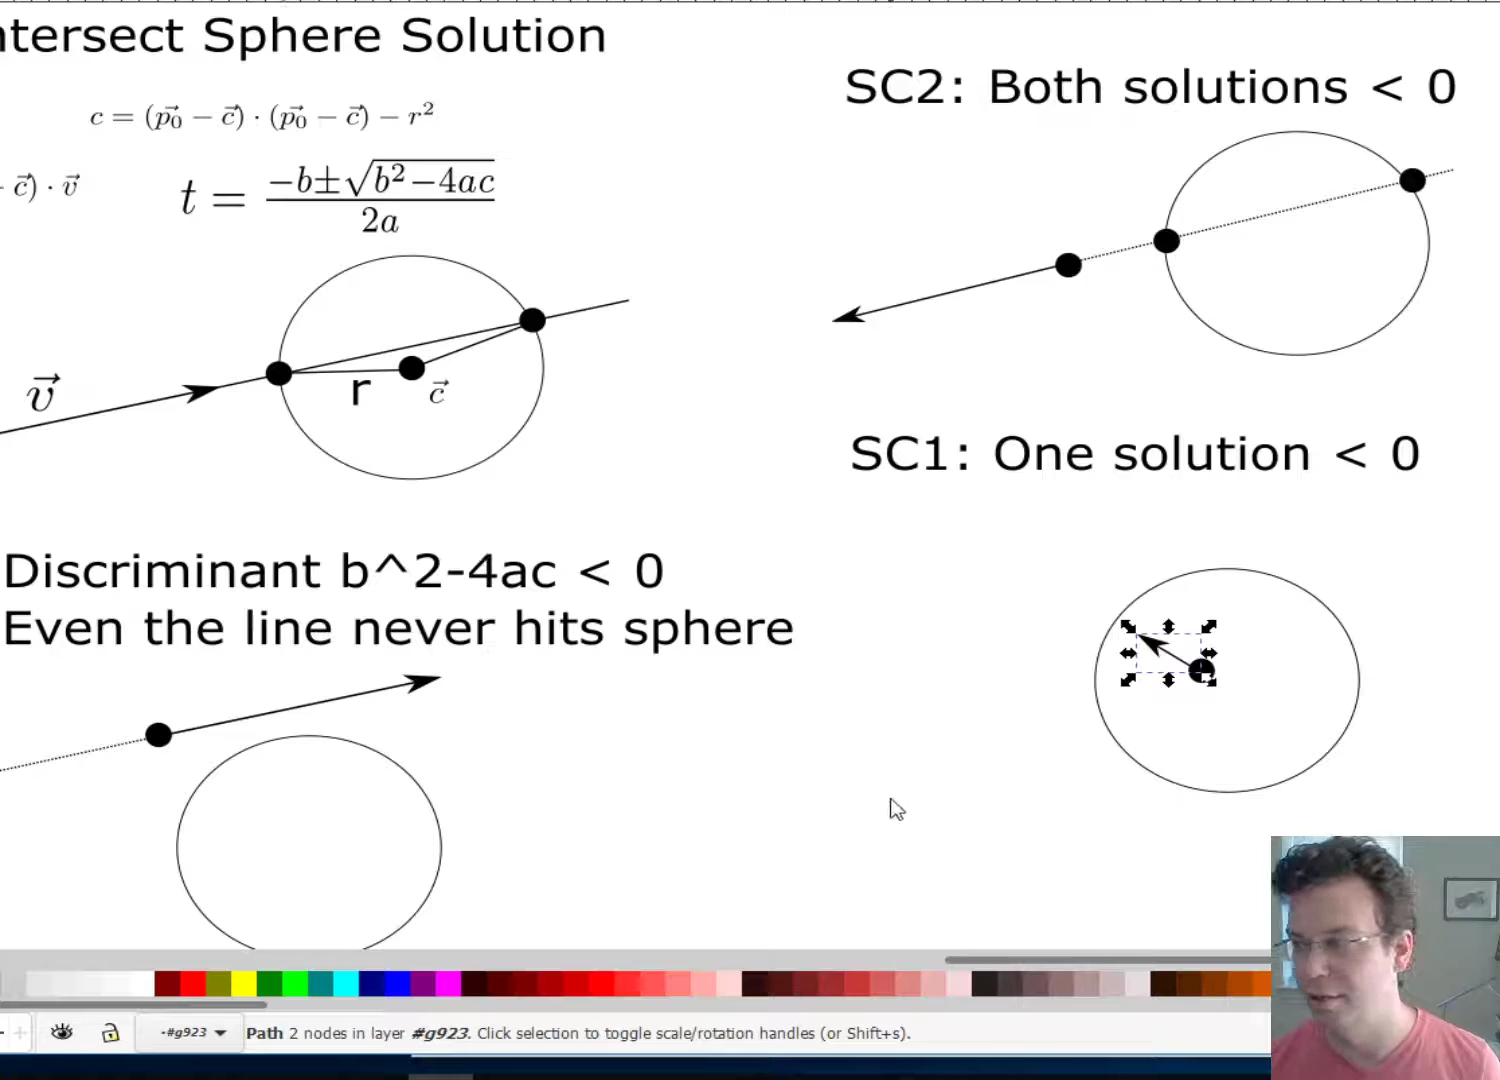 ntersect Sphere Solution
SC2: Both solutions < 0
c = (p⃗₀ − c⃗) · (p⃗₀ − c⃗) − r²
c⃗) · v⃗
t = (−b±√(b²−4ac))/(2a)
v⃗
r
c⃗
SC1: One solution < 0
Discriminant b^2-4ac < 0
Even the line never hits sphere
·#g923
Path 2 nodes in layer #g923. Click selection to toggle scale/rotation handles (or Shift+s).